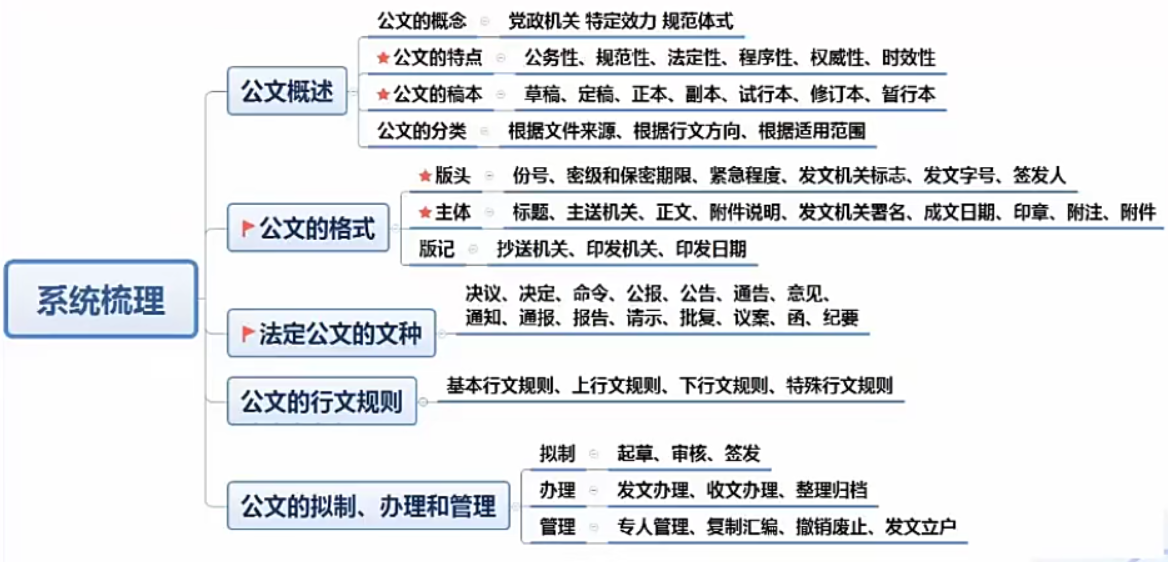 系统梳理
公文概述
公文的概念
党政机关 特定效力 规范体式
公文的特点
公务性、规范性、法定性、程序性、权威性、时效性
公文的稿本
草稿、定稿、正本、副本、试行本、修订本、暂行本
公文的分类
根据文件来源、根据行文方向、根据适用范围
公文的格式
版头
份号、密级和保密期限、紧急程度、发文机关标志、发文字号、签发人
主体
标题、主送机关、正文、附件说明、发文机关署名、成文日期、印章、附注、附件
版记
抄送机关、印发机关、印发日期
法定公文的文种
决议、决定、命令、公报、公告、通告、意见、
通知、通报、报告、请示、批复、议案、函、纪要
公文的行文规则
基本行文规则、上行文规则、下行文规则、特殊行文规则
公文的拟制、办理和管理
拟制
起草、审核、签发
办理
发文办理、收文办理、整理归档
管理
专人管理、复制汇编、撤销废止、发文立户